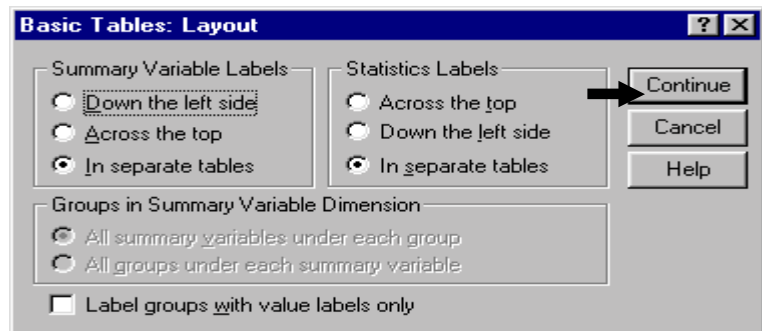 Basic Tables: Layout
Summary Variable Labels
Down the left side
Across the top
In separate tables
Statistics Labels
Across the top
Down the left side
In separate tables
Continue
Cancel
Help
Groups in Summary Variable Dimension
All summary variables under each group
All groups under each summary variable
Label groups with value labels only